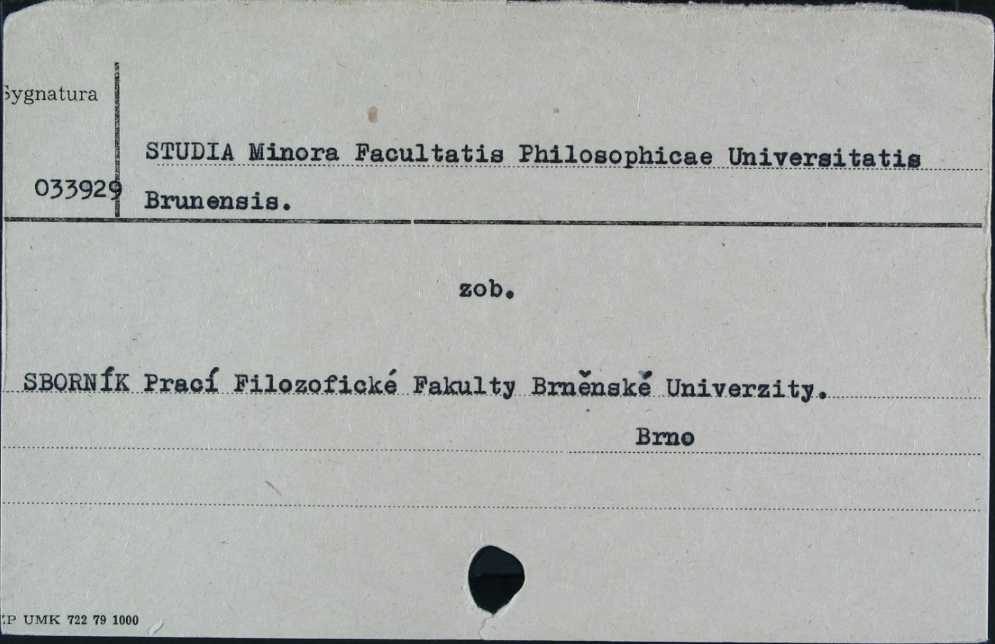 Sygnatura
STUDIA Minora Facultatis Philosophicae Universitatis
033929
Brunensis.
zob.
SBORNÍK Prací Filozofické Fakulty Brněnské Univerzity.
Brno
ZP UMK 722 79 1000